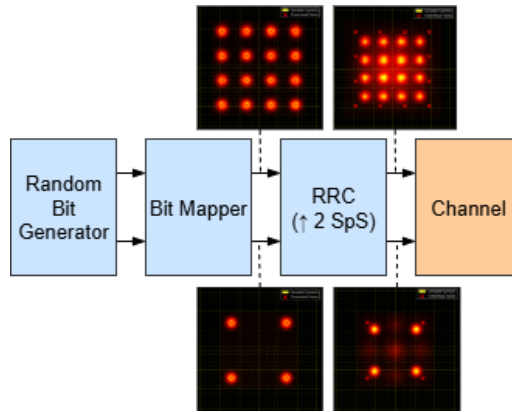 Random
Bit
Generator
Bit Mapper
RRC
(↑ 2 SpS)
Channel